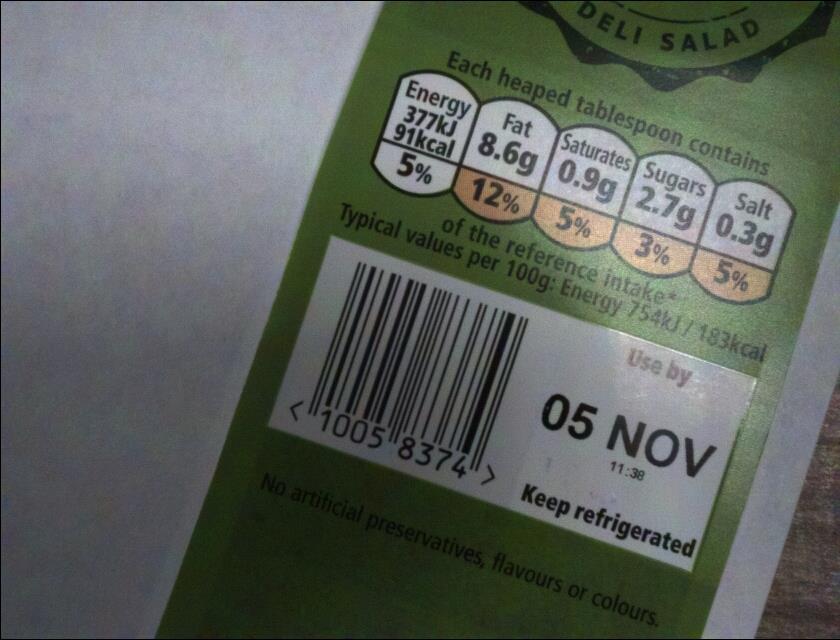 DELI SALAD
Each heaped tablespoon contains
Energy
377kJ
91kcal
5%
Fat
8.6g
12%
Saturates
0.9g
5%
Sugars
2.7g
3%
Salt
0.3g
5%
of the reference intake*
Typical values per 100g: Energy 754kJ / 183kcal
Use by
05 NOV
11:38
Keep refrigerated
< 1005 8374 >
No artificial preservatives, flavours or colours.